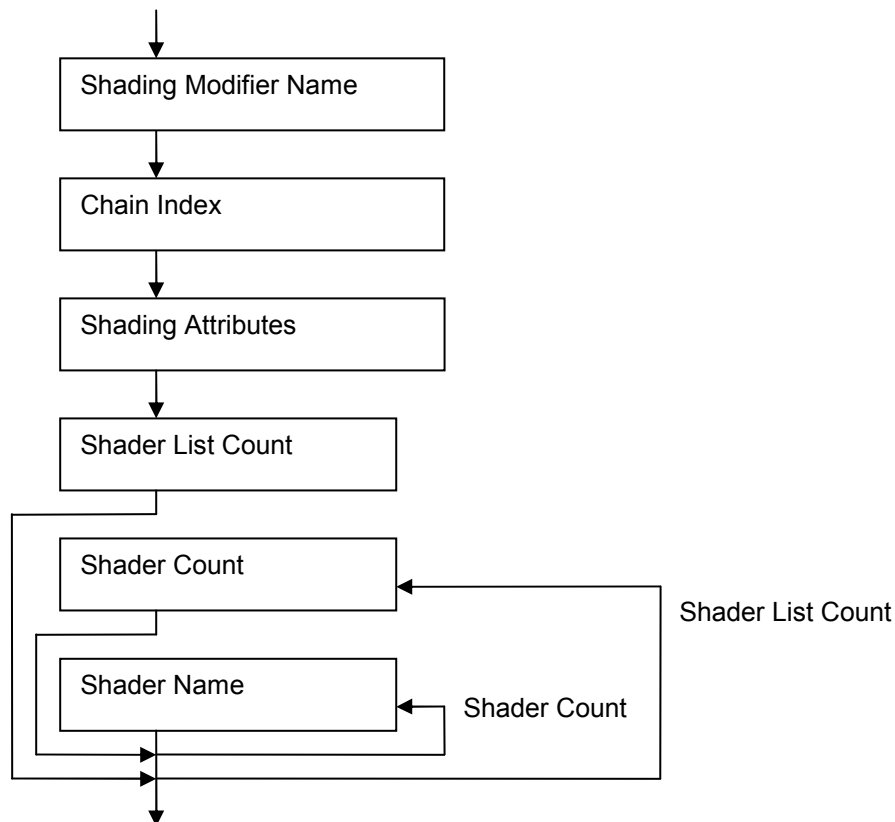 Shading Modifier Name
Chain Index
Shading Attributes
Shader List Count
Shader Count
Shader List Count
Shader Name
Shader Count